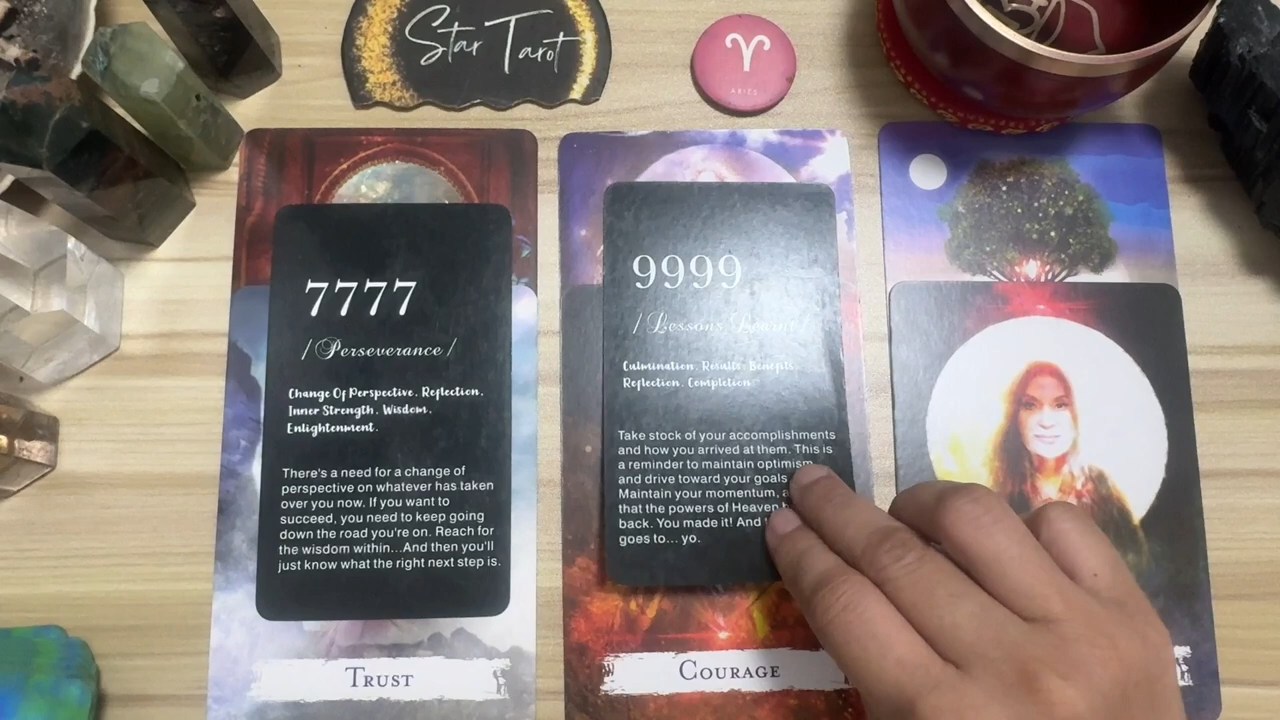 Star Tarot
ARIES
7777
/ Perseverance /
Change Of Perspective. Reflection.
Inner Strength. Wisdom.
Enlightenment.
There's a need for a change of
perspective on whatever has taken
over you now. If you want to
succeed, you need to keep going
down the road you're on. Reach for
the wisdom within...And then you'll
just know what the right next step is.
TRUST
9999
/ Lessons Learnt /
Culmination. Results. Benefits.
Reflection. Completion.
Take stock of your accomplishments
and how you arrived at them. This is
a reminder to maintain optimism
and drive toward your goals
Maintain your momentum,
that the powers of Heaven
back. You made it! And
goes to... yo.
COURAGE